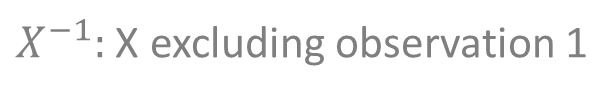 X⁻¹: X excluding observation 1